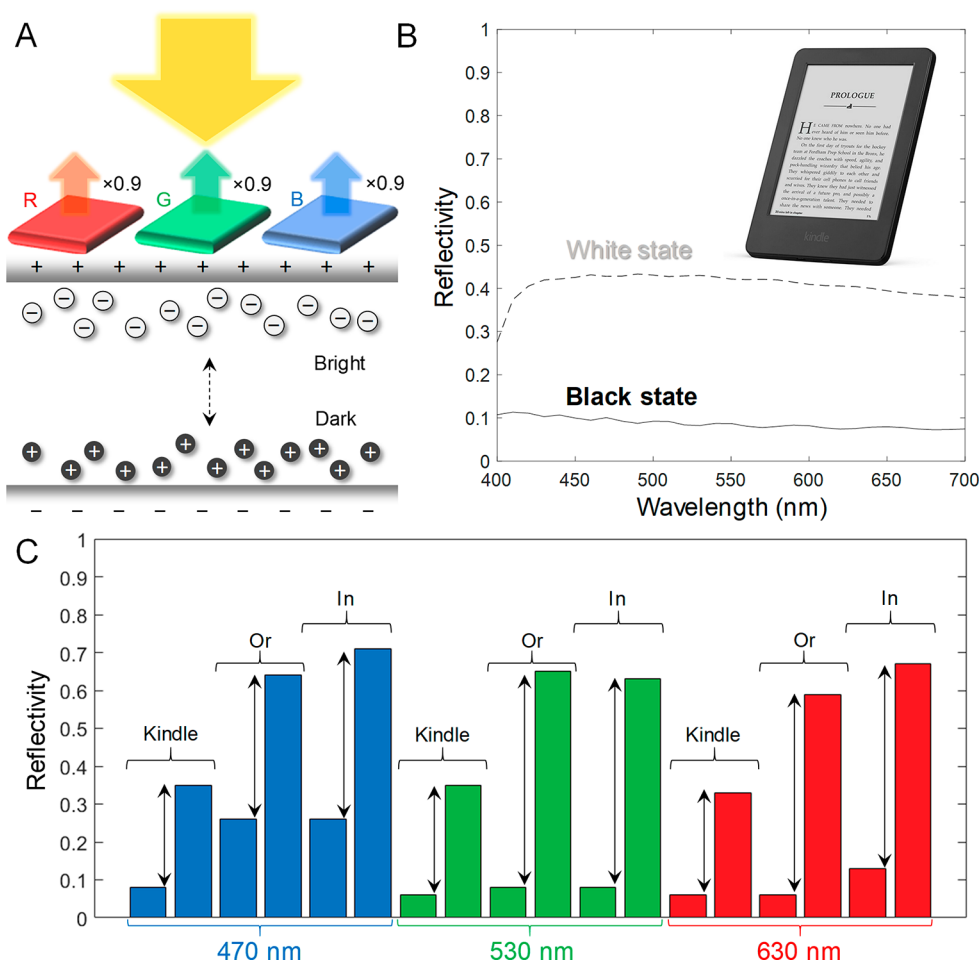 A
R
×0.9
G
×0.9
B
×0.9
+ + + + + + + + +
− − − − − − − − − − − −
Bright
Dark
+ + + + + + + + + + + +
− − − − − − − − −
B
Reflectivity
1
0.9
0.8
0.7
0.6
0.5
0.4
0.3
0.2
0.1
0
White state
Black state
400 450 500 550 600 650 700
Wavelength (nm)
PROLOGUE
kindle
C
Reflectivity
1
0.9
0.8
0.7
0.6
0.5
0.4
0.3
0.2
0.1
0
Kindle
Or
In
Kindle
Or
In
Kindle
Or
In
470 nm
530 nm
630 nm